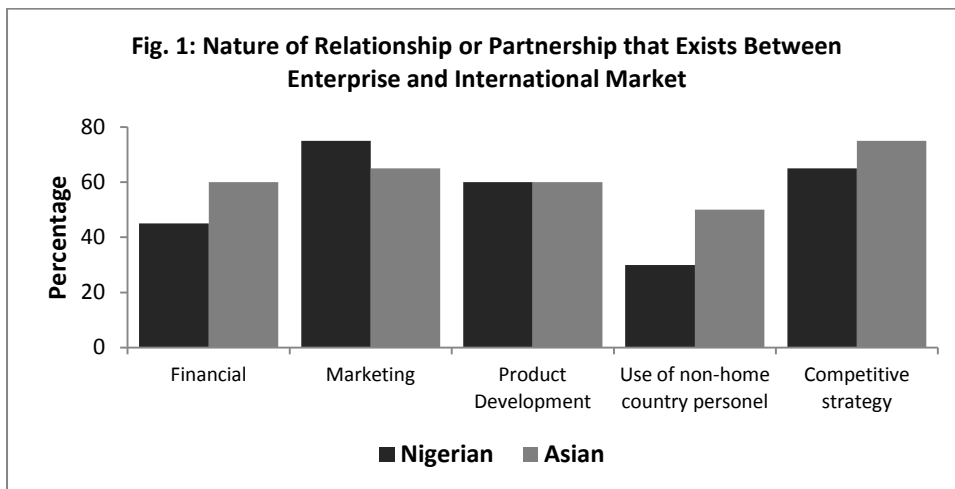 Fig. 1: Nature of Relationship or Partnership that Exists Between
Enterprise and International Market
Percentage
80
60
40
20
0
Financial
Marketing
Product
Development
Use of non-home
country personel
Competitive
strategy
Nigerian
Asian